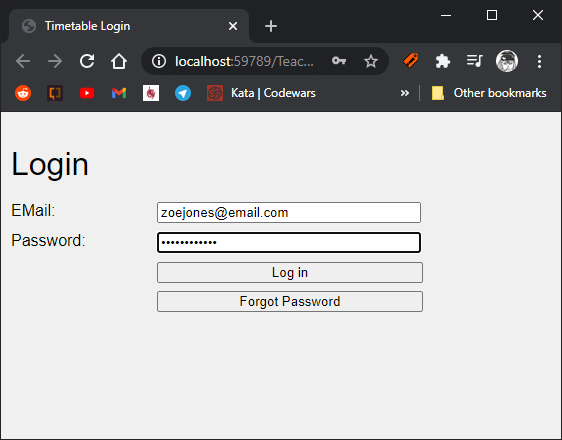 Timetable Login
localhost:59789/Teac...
Kata | Codewars
»
Other bookmarks
Login
EMail:
zoejones@email.com
Password:
••••••••••••
Log in
Forgot Password